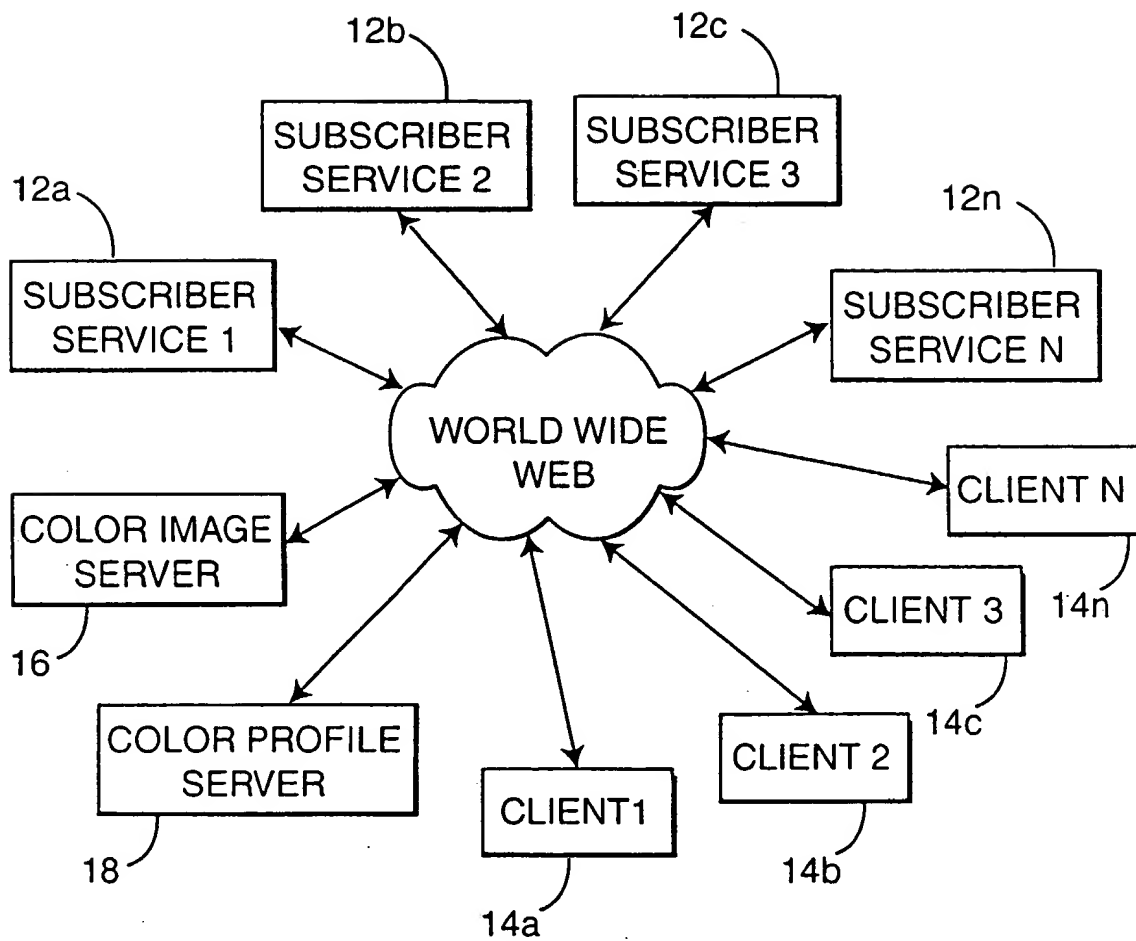 12b
12c
SUBSCRIBER
SERVICE 2
SUBSCRIBER
SERVICE 3
12a
12n
SUBSCRIBER
SERVICE 1
SUBSCRIBER
SERVICE N
WORLD WIDE
WEB
CLIENT N
COLOR IMAGE
SERVER
CLIENT 3
14n
16
COLOR PROFILE
SERVER
CLIENT 2
14c
CLIENT1
18
14b
14a